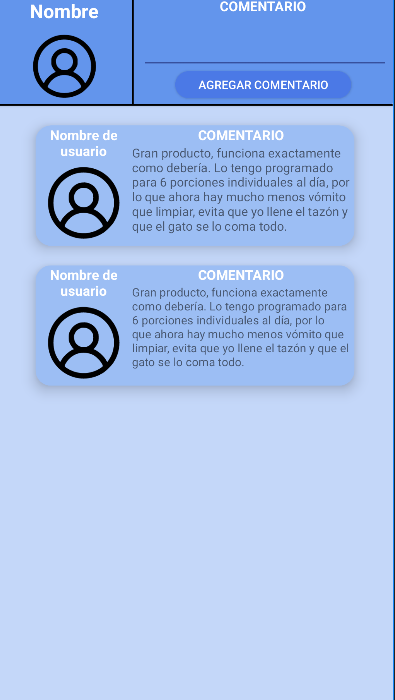 Nombre
COMENTARIO
AGREGAR COMENTARIO
Nombre de
usuario
COMENTARIO
Gran producto, funciona exactamente
como debería. Lo tengo programado
para 6 porciones individuales al día, por
lo que ahora hay mucho menos vómito
que limpiar, evita que yo llene el tazón y
que el gato se lo coma todo.
Nombre de
usuario
COMENTARIO
Gran producto, funciona exactamente
como debería. Lo tengo programado para
6 porciones individuales al día, por lo
que ahora hay mucho menos vómito que
limpiar, evita que yo llene el tazón y que el
gato se lo coma todo.